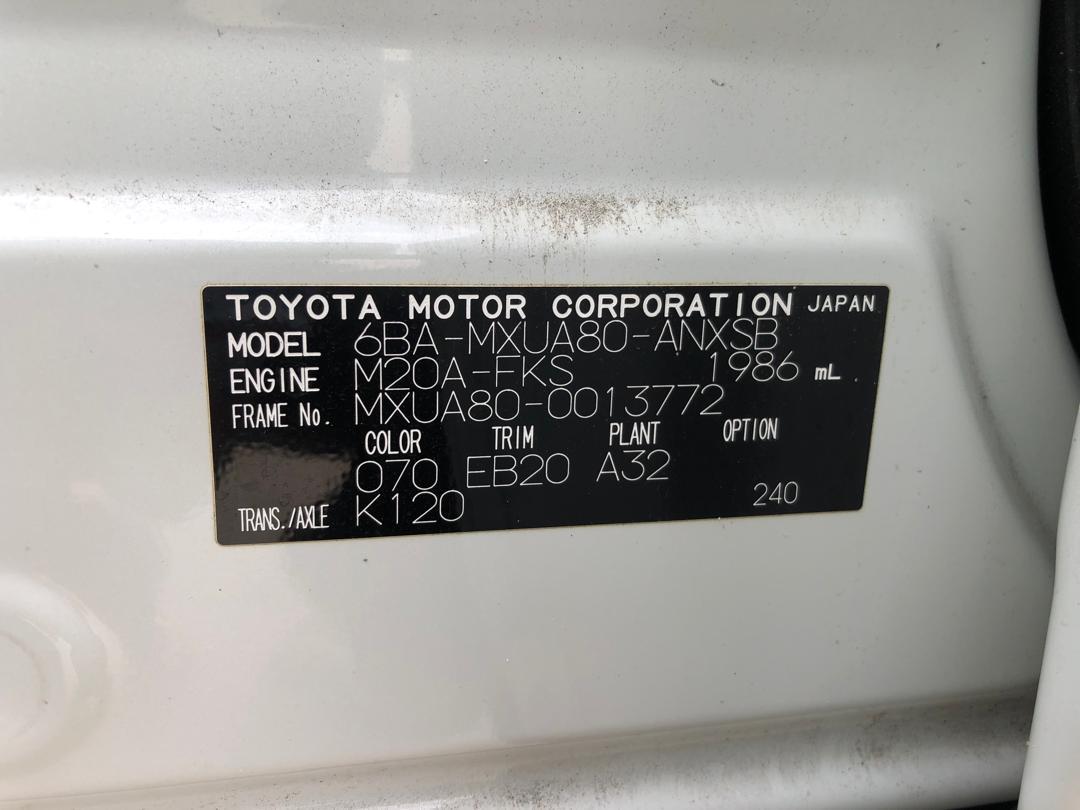 TOYOTA MOTOR CORPORATION JAPAN
MODEL 6BA-MXUA80-ANXSB
ENGINE M20A-FKS 1986 mL
FRAME No. MXUA80-0013772
COLOR TRIM PLANT OPTION
070 EB20 A32
TRANS./AXLE K120 240